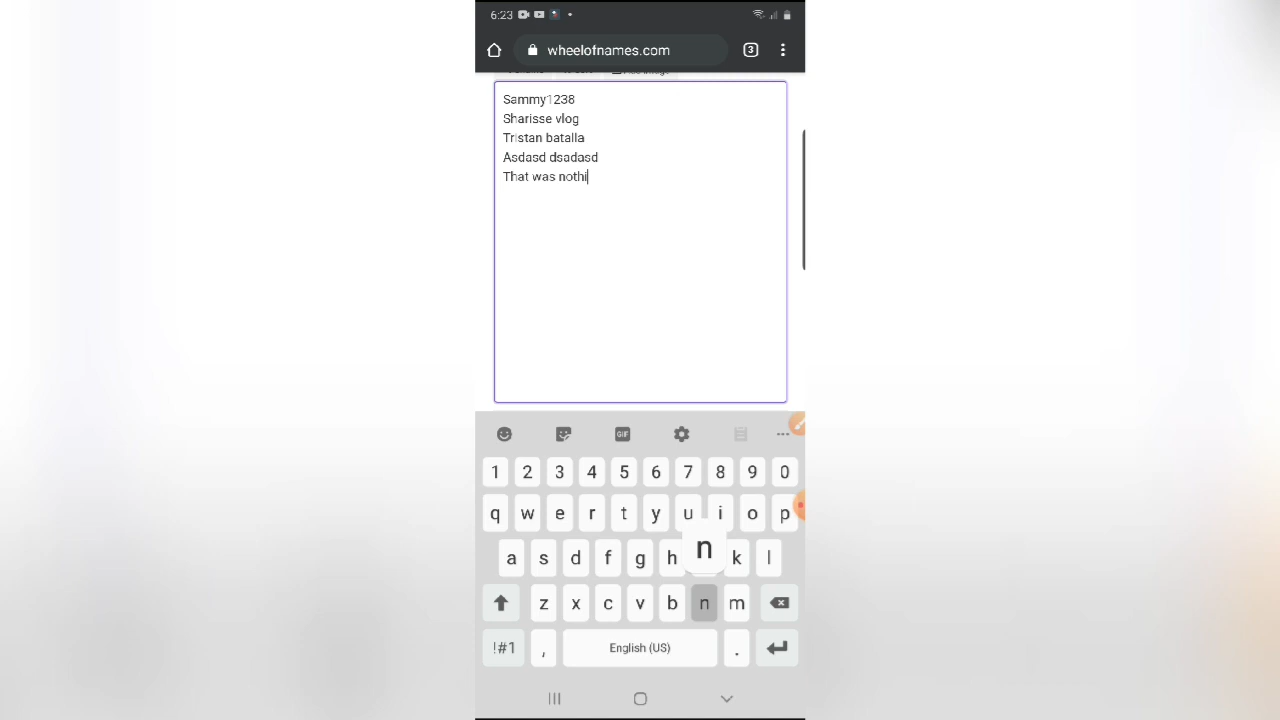 6:23
wheelofnames.com
3
Sammy1238
Sharisse vlog
Tristan batalla
Asdasd dsadasd
That was nothi
GIF
1 2 3 4 5 6 7 8 9 0
q w e r t y u i o p
a s d f g h n k l
z x c v b n m
!#1 , English (US) .